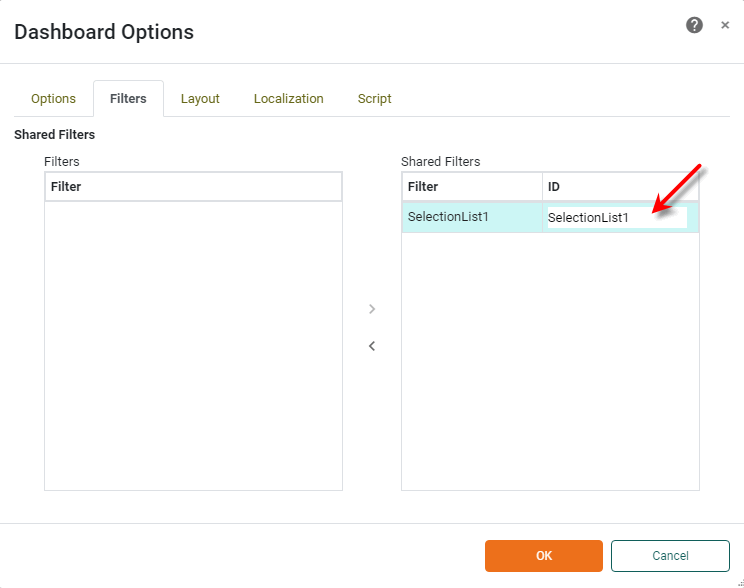 Dashboard Options
Options Filters Layout Localization Script
Shared Filters
Filters
Filter
Shared Filters
Filter ID
SelectionList1 SelectionList1
OK Cancel